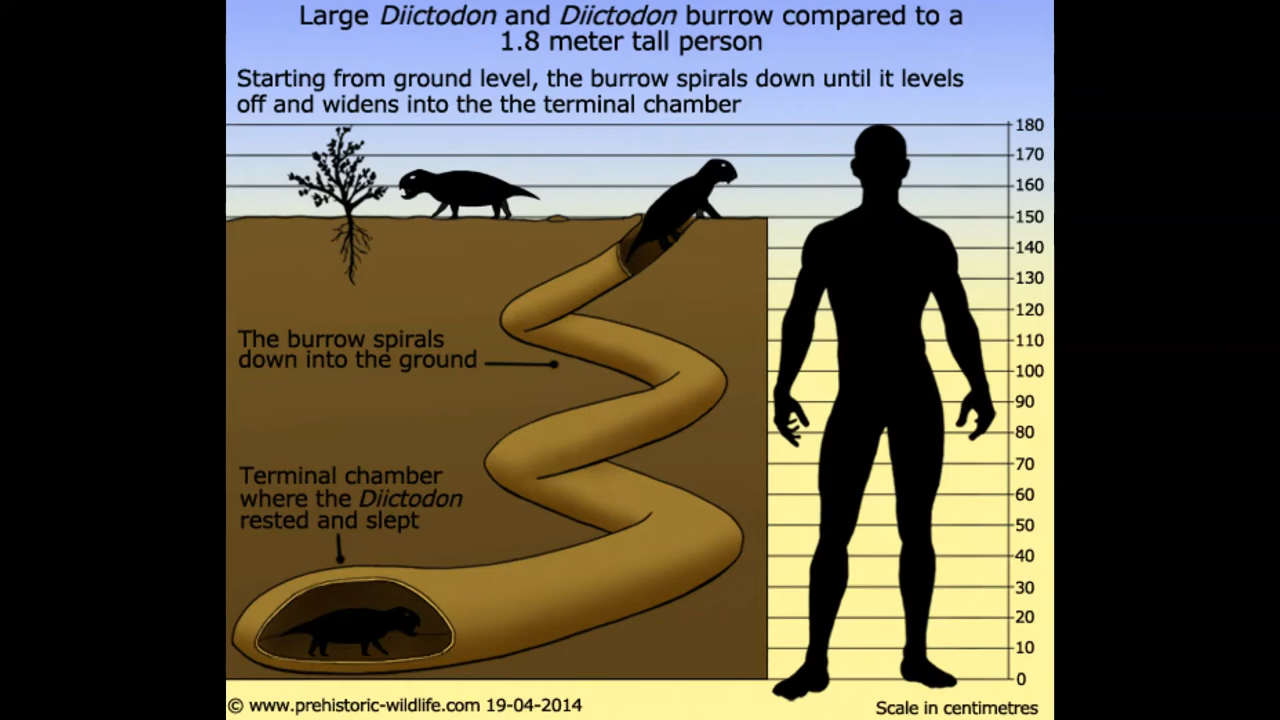 Large Diictodon and Diictodon burrow compared to a
1.8 meter tall person
Starting from ground level, the burrow spirals down until it levels
off and widens into the the terminal chamber
180
170
160
150
140
130
120
110
100
90
80
70
60
50
40
30
20
10
0
The burrow spirals
down into the ground
Terminal chamber
where the Diictodon
rested and slept
© www.prehistoric-wildlife.com 19-04-2014
Scale in centimetres